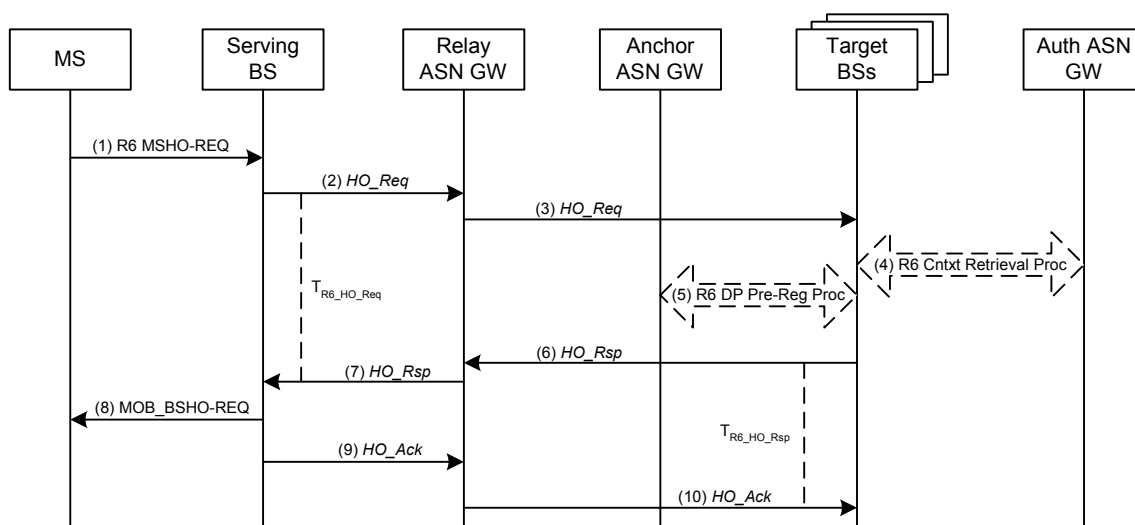 MS
Serving
BS
Relay
ASN GW
Anchor
ASN GW
Target
BSs
Auth ASN
GW
(1) R6 MSHO-REQ
(2) HO_Req
(3) HO_Req
(4) R6 Cntxt Retrieval Proc
(5) R6 DP Pre-Reg Proc
TR6_HO_Req
(6) HO_Rsp
(7) HO_Rsp
(8) MOB_BSHO-REQ
TR6_HO_Rsp
(9) HO_Ack
(10) HO_Ack